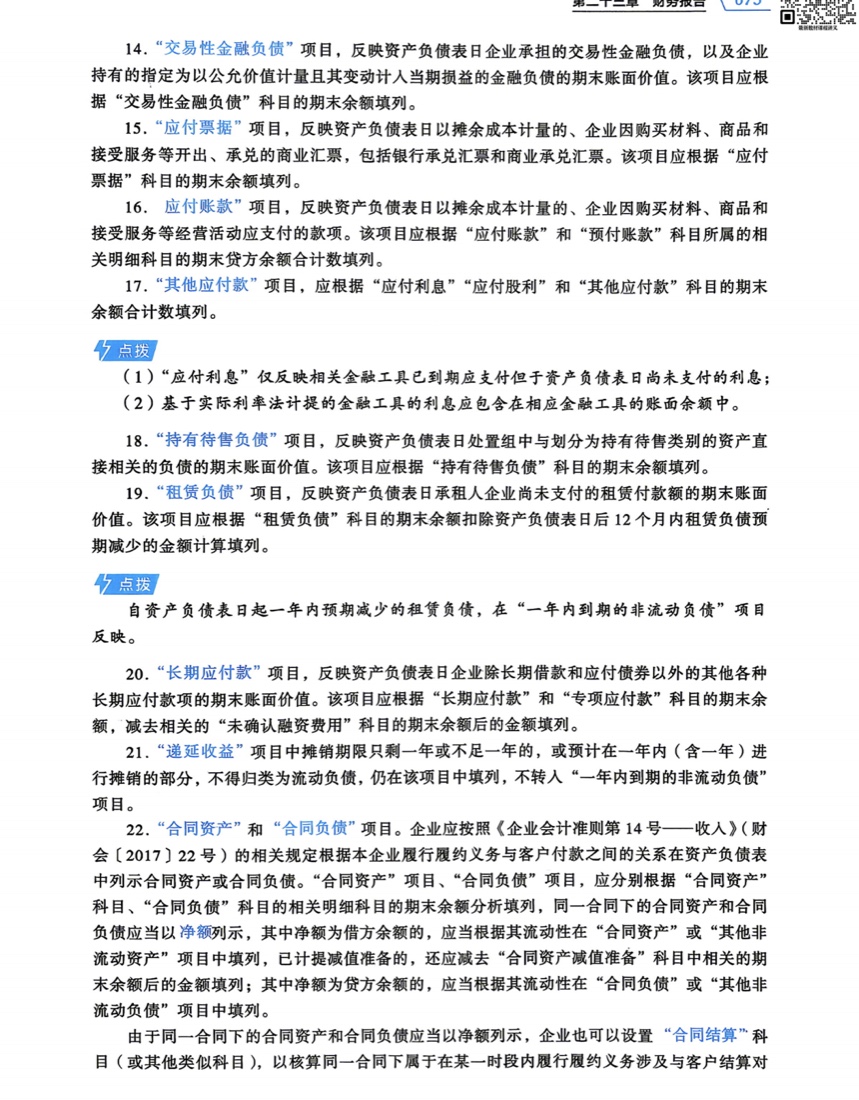 第二十三章 财务报告 075
14.“交易性金融负债”项目，反映资产负债表日企业承担的交易性金融负债，以及企业
持有的指定为以公允价值计量且其变动计入当期损益的金融负债的期末账面价值。该项目应根
据“交易性金融负债”科目的期末余额填列。
15.“应付票据”项目，反映资产负债表日以摊余成本计量的、企业因购买材料、商品和
接受服务等开出、承兑的商业汇票，包括银行承兑汇票和商业承兑汇票。该项目应根据“应付
票据”科目的期末余额填列。
16. 应付账款”项目，反映资产负债表日以摊余成本计量的、企业因购买材料、商品和
接受服务等经营活动应支付的款项。该项目应根据“应付账款”和“预付账款”科目所属的相
关明细科目的期末贷方余额合计数填列。
17.“其他应付款”项目，应根据“应付利息”“应付股利”和“其他应付款”科目的期末
余额合计数填列。
点拨
（1）“应付利息”仅反映相关金融工具已到期应支付但于资产负债表日尚未支付的利息；
（2）基于实际利率法计提的金融工具的利息应包含在相应金融工具的账面余额中。
18.“持有待售负债”项目，反映资产负债表日处置组中与划分为持有待售类别的资产直
接相关的负债的期末账面价值。该项目应根据“持有待售负债”科目的期末余额填列。
19.“租赁负债”项目，反映资产负债表日承租人企业尚未支付的租赁付款额的期末账面
价值。该项目应根据“租赁负债”科目的期末余额扣除资产负债表日后 12 个月内租赁负债预
期减少的金额计算填列。
点拨
自资产负债表日起一年内预期减少的租赁负债，在“一年内到期的非流动负债”项目
反映。
20.“长期应付款”项目，反映资产负债表日企业除长期借款和应付债券以外的其他各种
长期应付款项的期末账面价值。该项目应根据“长期应付款”和“专项应付款”科目的期末余
额，减去相关的“未确认融资费用”科目的期末余额后的金额填列。
21.“递延收益”项目中摊销期限只剩一年或不足一年的，或预计在一年内（含一年）进
行摊销的部分，不得归类为流动负债，仍在该项目中填列，不转入“一年内到期的非流动负债”
项目。
22.“合同资产”和“合同负债”项目。企业应按照《企业会计准则第 14 号——收入》（财
会〔2017〕22 号）的相关规定根据本企业履行履约义务与客户付款之间的关系在资产负债表
中列示合同资产或合同负债。“合同资产”项目、“合同负债”项目，应分别根据“合同资产”
科目、“合同负债”科目的相关明细科目的期末余额分析填列，同一合同下的合同资产和合同
负债应当以净额列示，其中净额为借方余额的，应当根据其流动性在“合同资产”或“其他非
流动资产”项目中填列，已计提减值准备的，还应减去“合同资产减值准备”科目中相关的期
末余额后的金额填列；其中净额为贷方余额的，应当根据其流动性在“合同负债”或“其他非
流动负债”项目中填列。
由于同一合同下的合同资产和合同负债应当以净额列示，企业也可以设置“合同结算”科
目（或其他类似科目），以核算同一合同下属于在某一时段内履行履约义务涉及与客户结算对